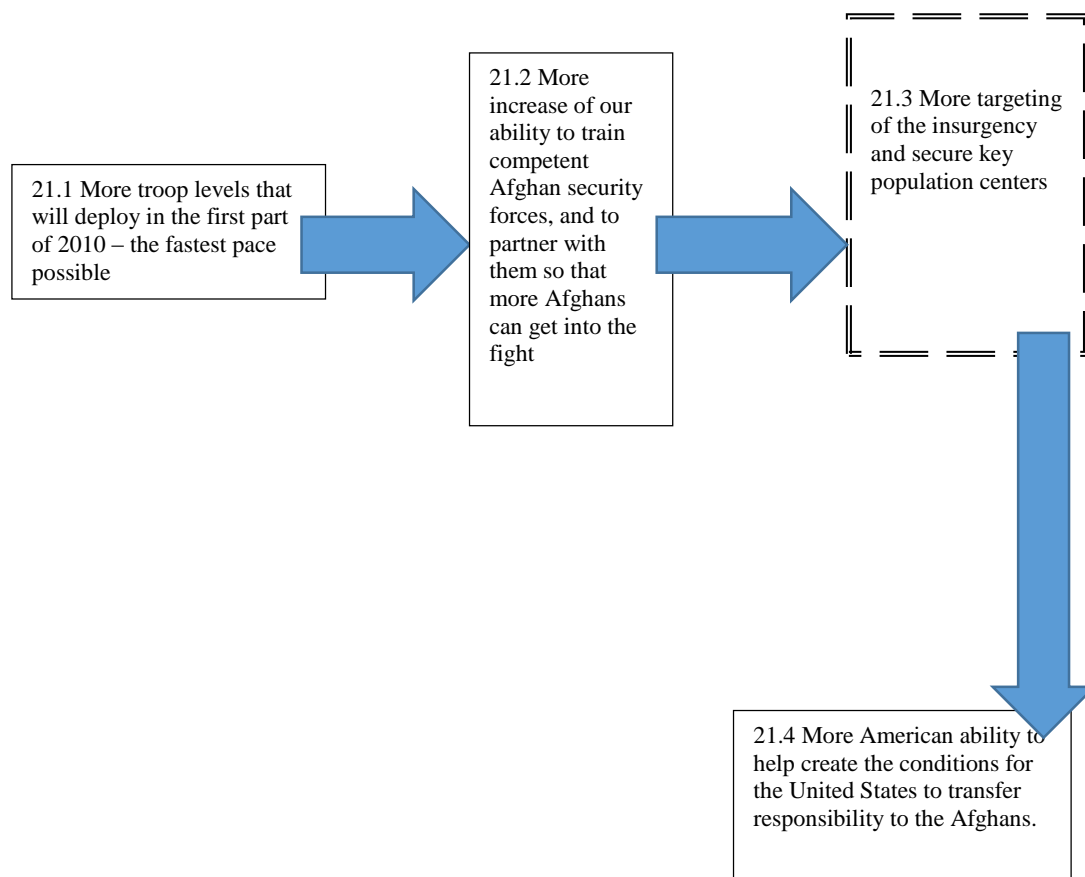 21.1 More troop levels that
will deploy in the first part
of 2010 – the fastest pace
possible
21.2 More
increase of our
ability to train
competent
Afghan security
forces, and to
partner with
them so that
more Afghans
can get into the
fight
21.3 More targeting
of the insurgency
and secure key
population centers
21.4 More American ability to
help create the conditions for
the United States to transfer
responsibility to the Afghans.